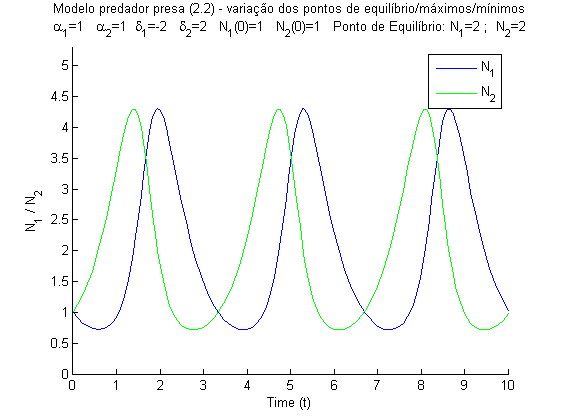 Modelo predador presa (2.2) - variação dos pontos de equilíbrio/máximos/mínimos
α₁=1 α₂=1 δ₁=-2 δ₂=2 N₁(0)=1 N₂(0)=1 Ponto de Equilíbrio: N₁=2 ; N₂=2
N₁
N₂
5
4.5
4
3.5
3
2.5
2
1.5
1
0.5
0
N₁ / N₂
0 1 2 3 4 5 6 7 8 9 10
Time (t)